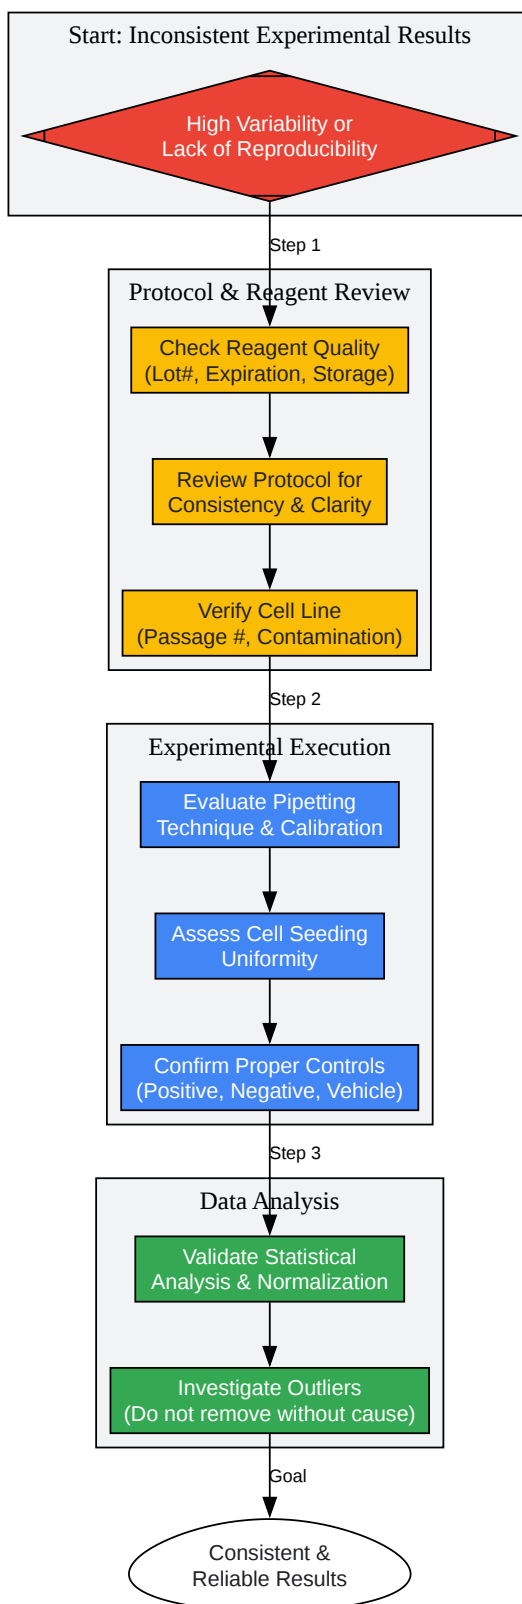 Start: Inconsistent Experimental Results
High Variability or
Lack of Reproducibility
Step 1
Protocol & Reagent Review
Check Reagent Quality
(Lot#, Expiration, Storage)
Review Protocol for
Consistency & Clarity
Verify Cell Line
(Passage #, Contamination)
Step 2
Experimental Execution
Evaluate Pipetting
Technique & Calibration
Assess Cell Seeding
Uniformity
Confirm Proper Controls
(Positive, Negative, Vehicle)
Step 3
Data Analysis
Validate Statistical
Analysis & Normalization
Investigate Outliers
(Do not remove without cause)
Goal
Consistent &
Reliable Results